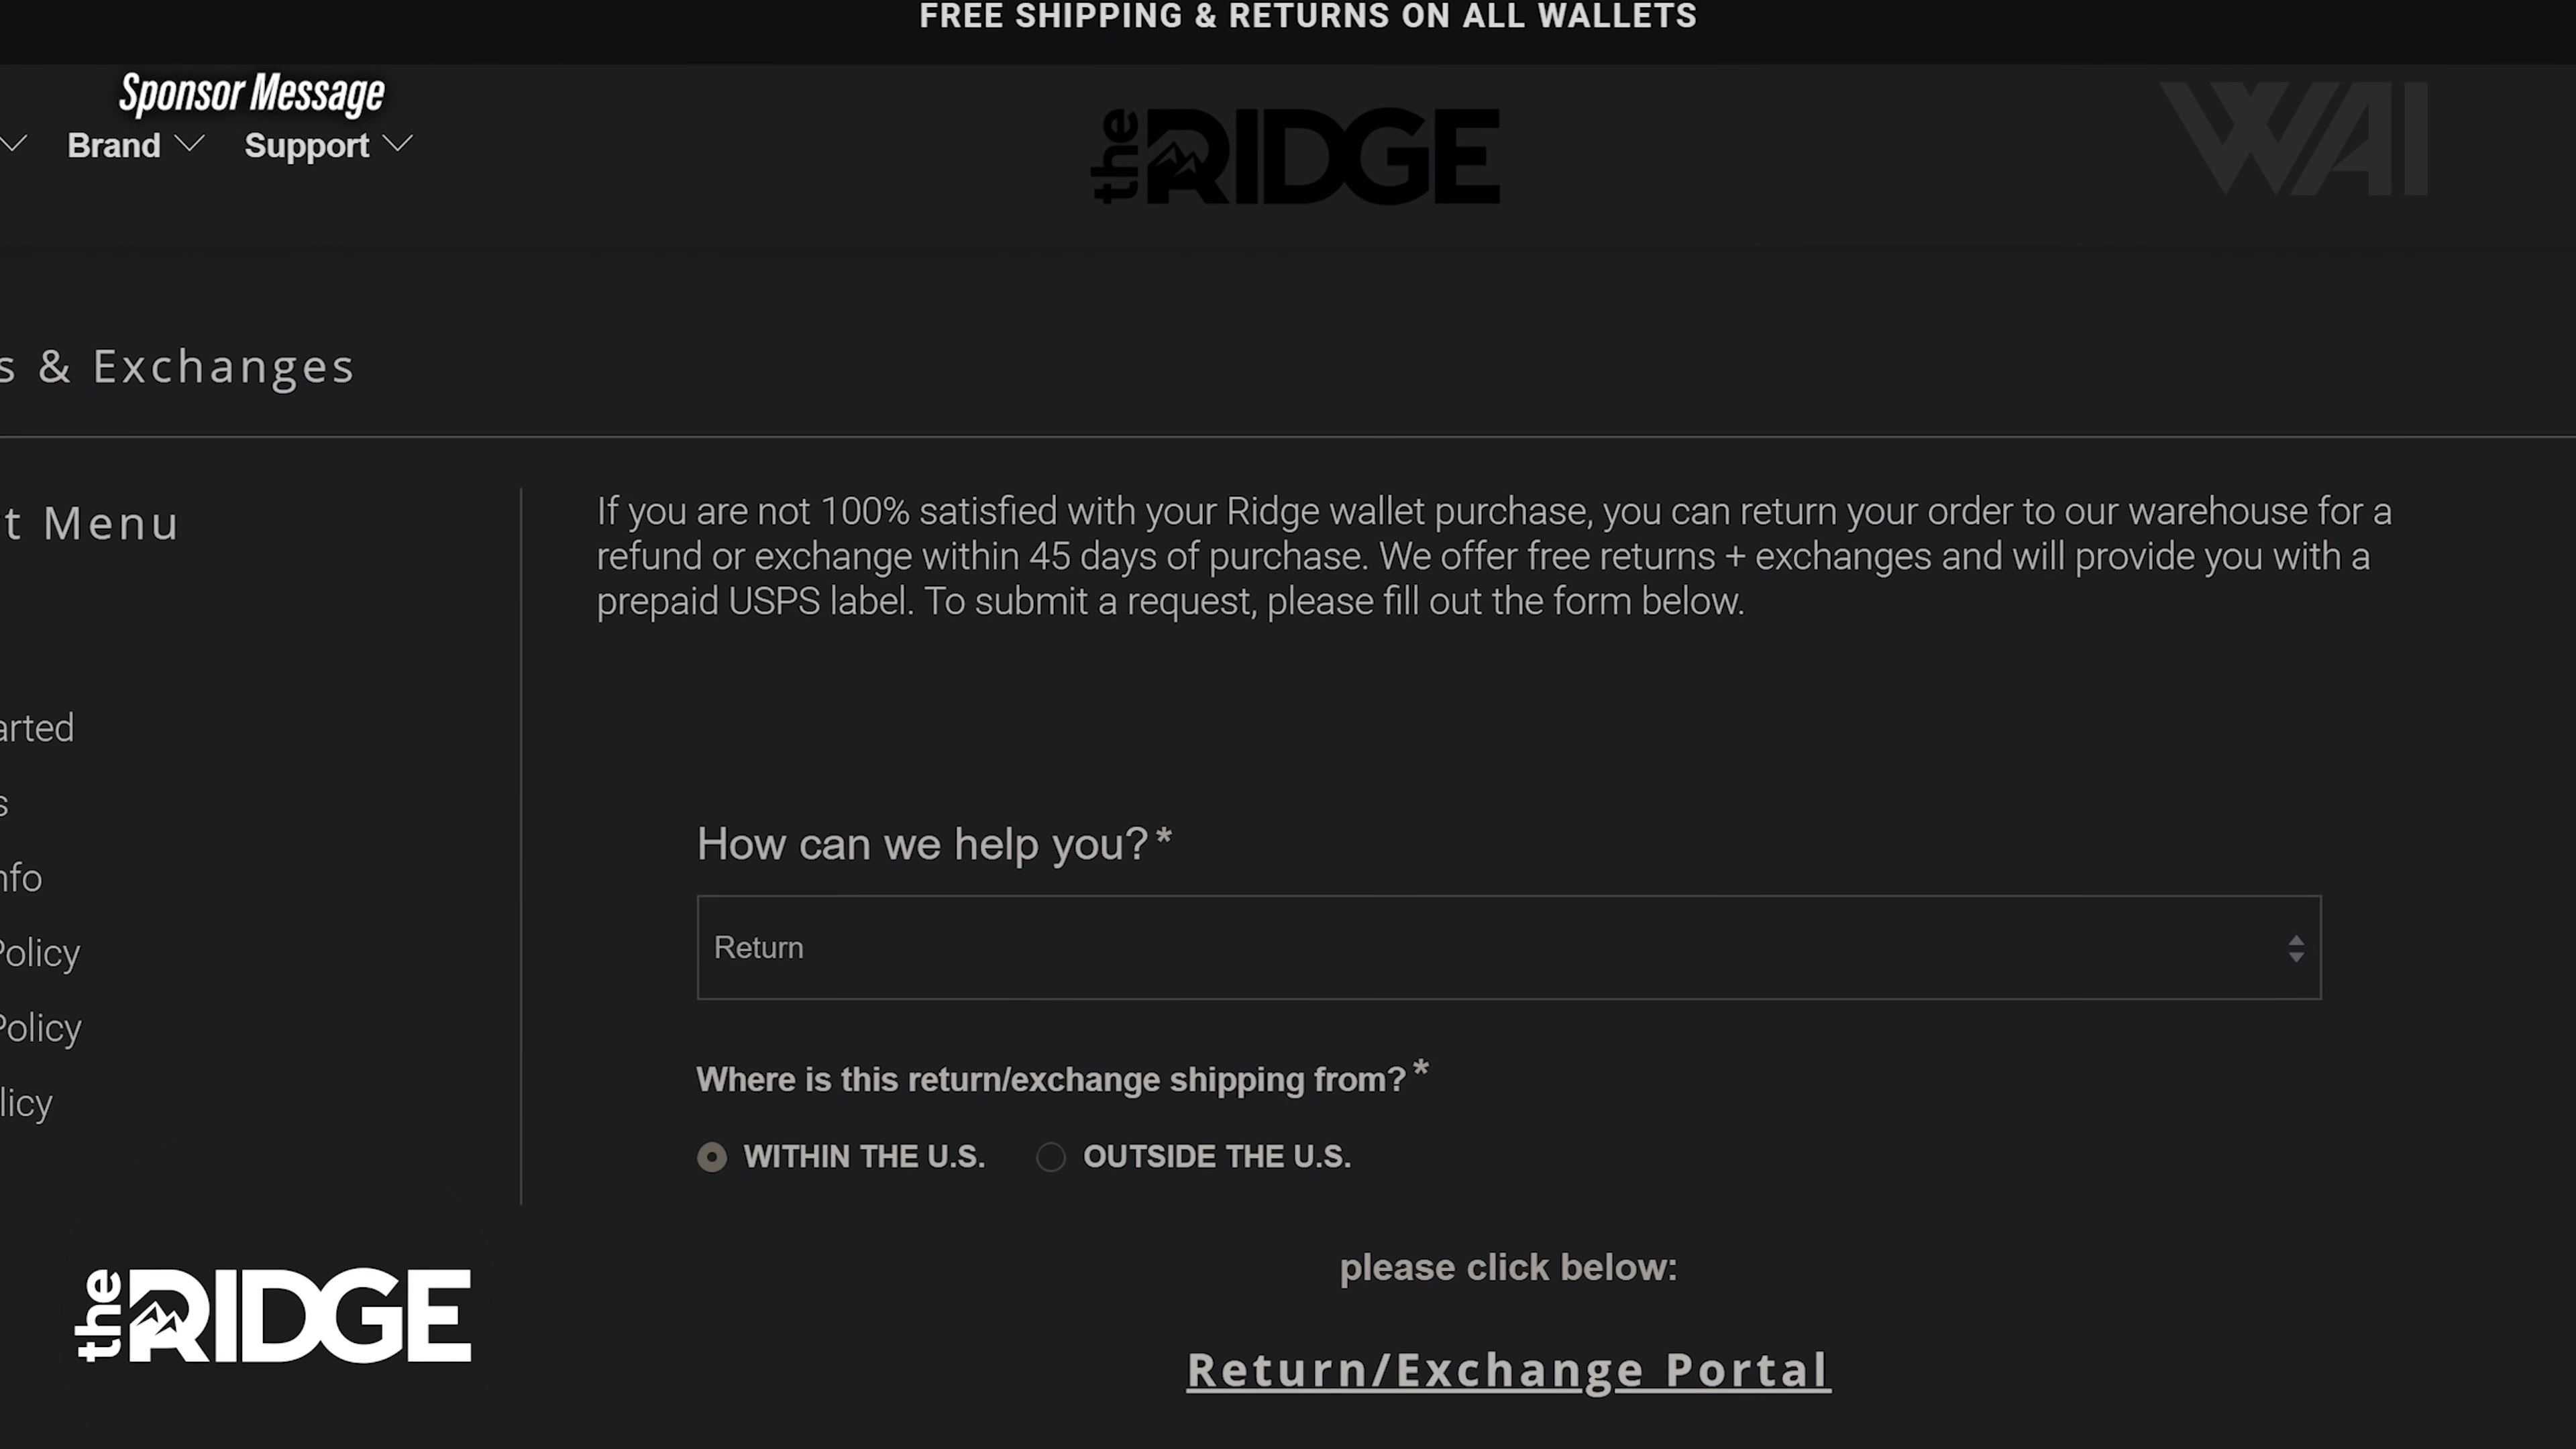 FREE SHIPPING & RETURNS ON ALL WALLETS
Sponsor Message
Brand Support
the RIDGE
WAI
s & Exchanges
t Menu
If you are not 100% satisfied with your Ridge wallet purchase, you can return your order to our warehouse for a
refund or exchange within 45 days of purchase. We offer free returns + exchanges and will provide you with a
prepaid USPS label. To submit a request, please fill out the form below.
arted
s
nfo
Policy
Policy
licy
How can we help you?*
Return
Where is this return/exchange shipping from?*
WITHIN THE U.S. OUTSIDE THE U.S.
please click below:
Return/Exchange Portal
the RIDGE